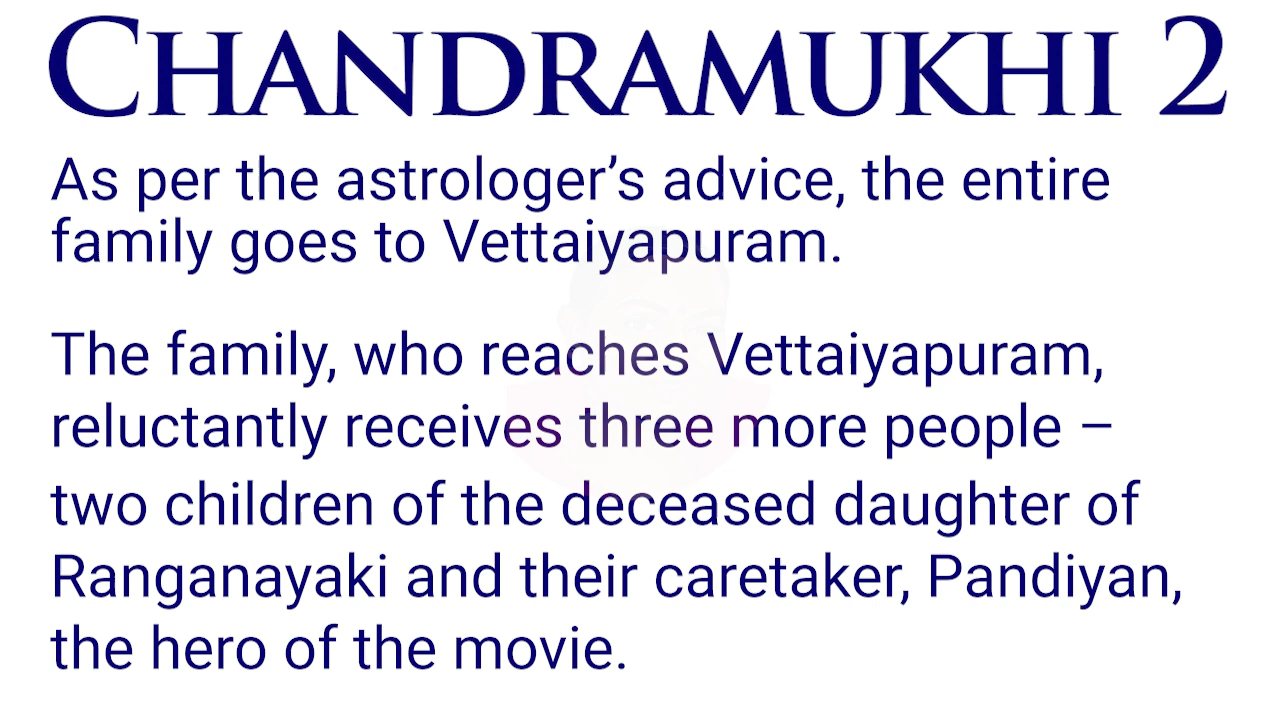 CHANDRAMUKHI 2
As per the astrologer’s advice, the entire
family goes to Vettaiyapuram.
The family, who reaches Vettaiyapuram,
reluctantly receives three more people –
two children of the deceased daughter of
Ranganayaki and their caretaker, Pandiyan,
the hero of the movie.